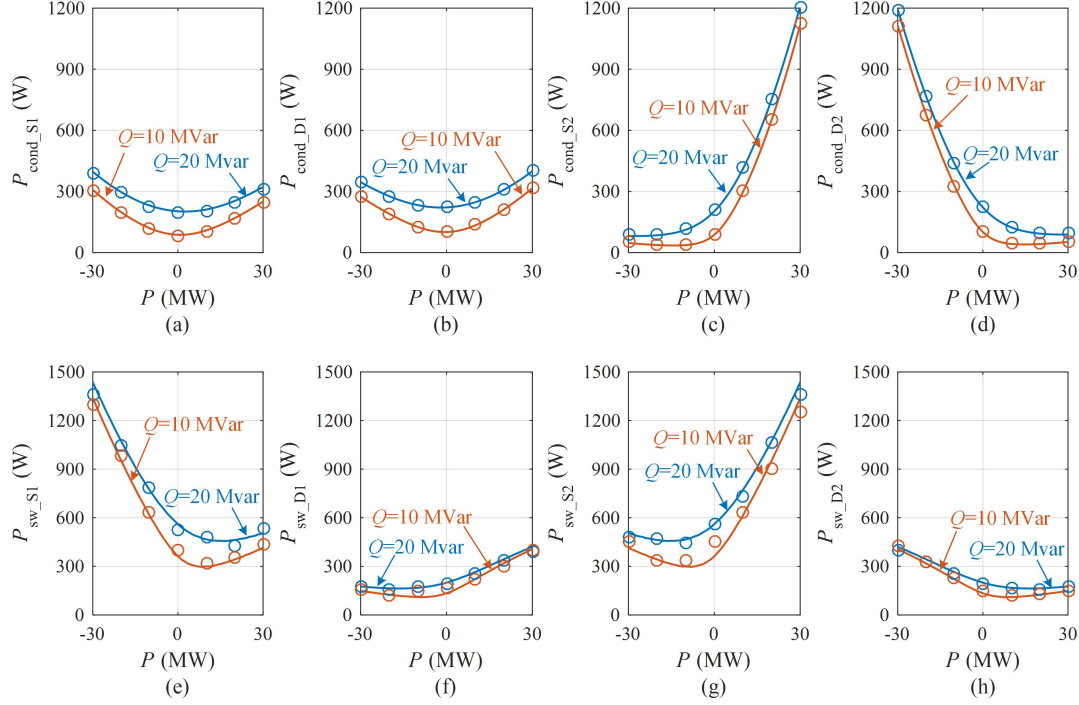 P_cond_S1 (W)
1200
900
600
300
0
Q=10 MVar
Q=20 Mvar
-30
0
30
P (MW)
(a)
P_cond_D1 (W)
1200
900
600
300
0
Q=10 MVar
Q=20 Mvar
-30
0
30
P (MW)
(b)
P_cond_S2 (W)
1200
900
600
300
0
Q=10 MVar
Q=20 Mvar
-30
0
30
P (MW)
(c)
P_cond_D2 (W)
1200
900
600
300
0
Q=10 MVar
Q=20 Mvar
-30
0
30
P (MW)
(d)
P_sw_S1 (W)
1500
1200
900
600
300
0
Q=10 MVar
Q=20 Mvar
-30
0
30
P (MW)
(e)
P_sw_D1 (W)
1500
1200
900
600
300
0
Q=10 MVar
Q=20 Mvar
-30
0
30
P (MW)
(f)
P_sw_S2 (W)
1500
1200
900
600
300
0
Q=10 MVar
Q=20 Mvar
-30
0
30
P (MW)
(g)
P_sw_D2 (W)
1500
1200
900
600
300
0
Q=10 MVar
Q=20 Mvar
-30
0
30
P (MW)
(h)